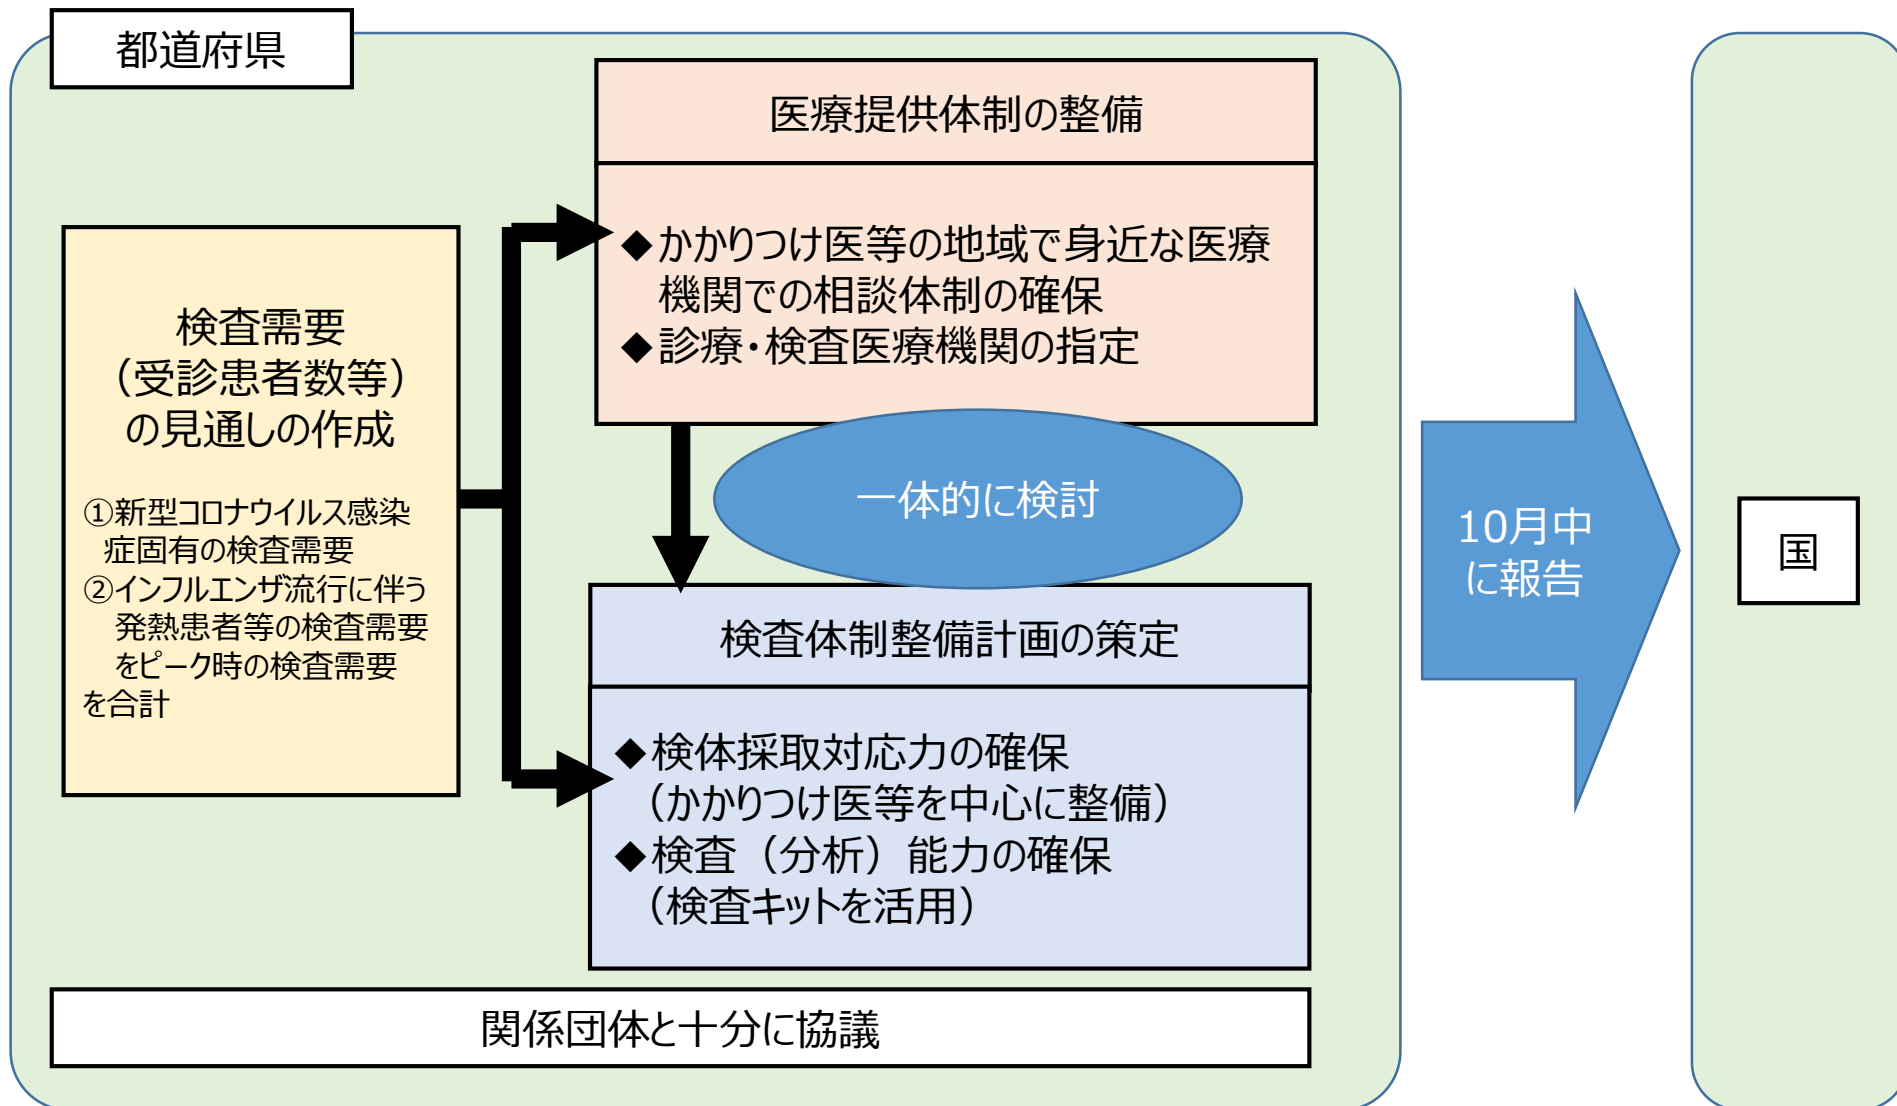 都道府県
医療提供体制の整備
◆かかりつけ医等の地域で身近な医療
機関での相談体制の確保
◆診療・検査医療機関の指定
検査需要
（受診患者数等）
の見通しの作成
①新型コロナウイルス感染
症固有の検査需要
②インフルエンザ流行に伴う
発熱患者等の検査需要
をピーク時の検査需要
を合計
一体的に検討
検査体制整備計画の策定
◆検体採取対応力の確保
（かかりつけ医等を中心に整備）
◆検査（分析）能力の確保
（検査キットを活用）
関係団体と十分に協議
10月中
に報告
国